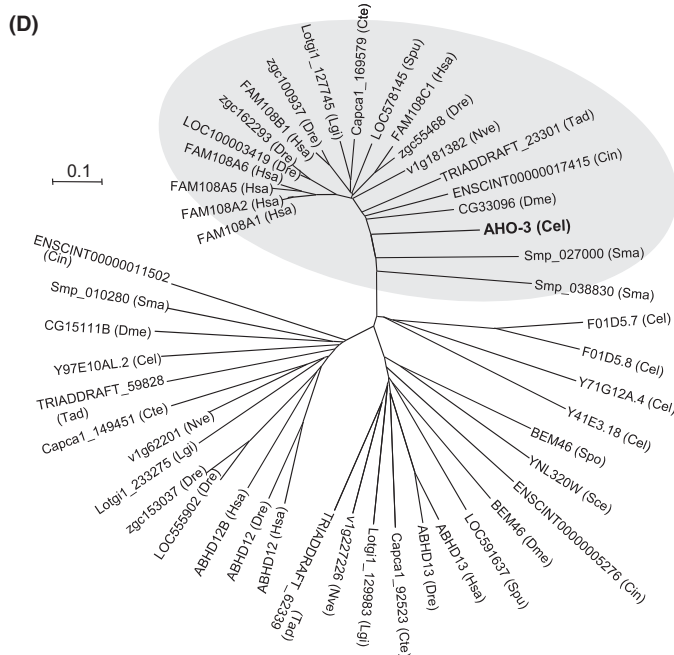 (D)
0.1
FAM108A1 (Hsa)
FAM108A2 (Hsa)
FAM108A5 (Hsa)
FAM108A6 (Hsa)
LOC100003419 (Dre)
zgc162293 (Dre)
FAM108B1 (Hsa)
zgc100937 (Dre)
Lotgi1_127745 (Lgi)
Capca1_169579 (Cte)
LOC578145 (Spu)
FAM108C1 (Hsa)
zgc55468 (Dre)
v1g181382 (Nve)
TRIADDRAFT_23301 (Tad)
ENSCINT00000017415 (Cin)
CG33096 (Dme)
AHO-3 (Cel)
Smp_027000 (Sma)
Smp_038830 (Sma)
F01D5.7 (Cel)
F01D5.8 (Cel)
Y71G12A.4 (Cel)
Y41E3.18 (Cel)
BEM46 (Spo)
YNL320W (Sce)
ENSCINT00000005276 (Cin)
BEM46 (Dme)
LOC591637 (Spu)
ABHD13 (Hsa)
ABHD13 (Dre)
Capca1_92523 (Cte)
Lotgi1_129983 (Lgi)
v1g227226 (Nve)
TRIADDRAFT_62339
(Tad)
ABHD12 (Hsa)
ABHD12 (Dre)
ABHD12B (Hsa)
LOC555902 (Dre)
zgc153037 (Dre)
Lotgi1_233275 (Lgi)
v1g62201 (Nve)
Capca1_149451 (Cte)
TRIADDRAFT_59828
(Tad)
Y97E10AL.2 (Cel)
CG15111B (Dme)
Smp_010280 (Sma)
ENSCINT00000011502
(Cin)